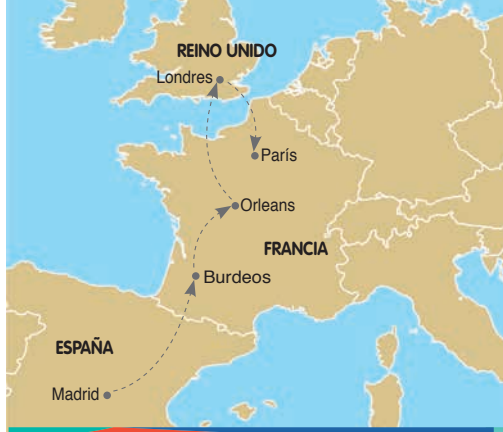 REINO UNIDO
Londres
París
Orleans
FRANCIA
Burdeos
ESPAÑA
Madrid